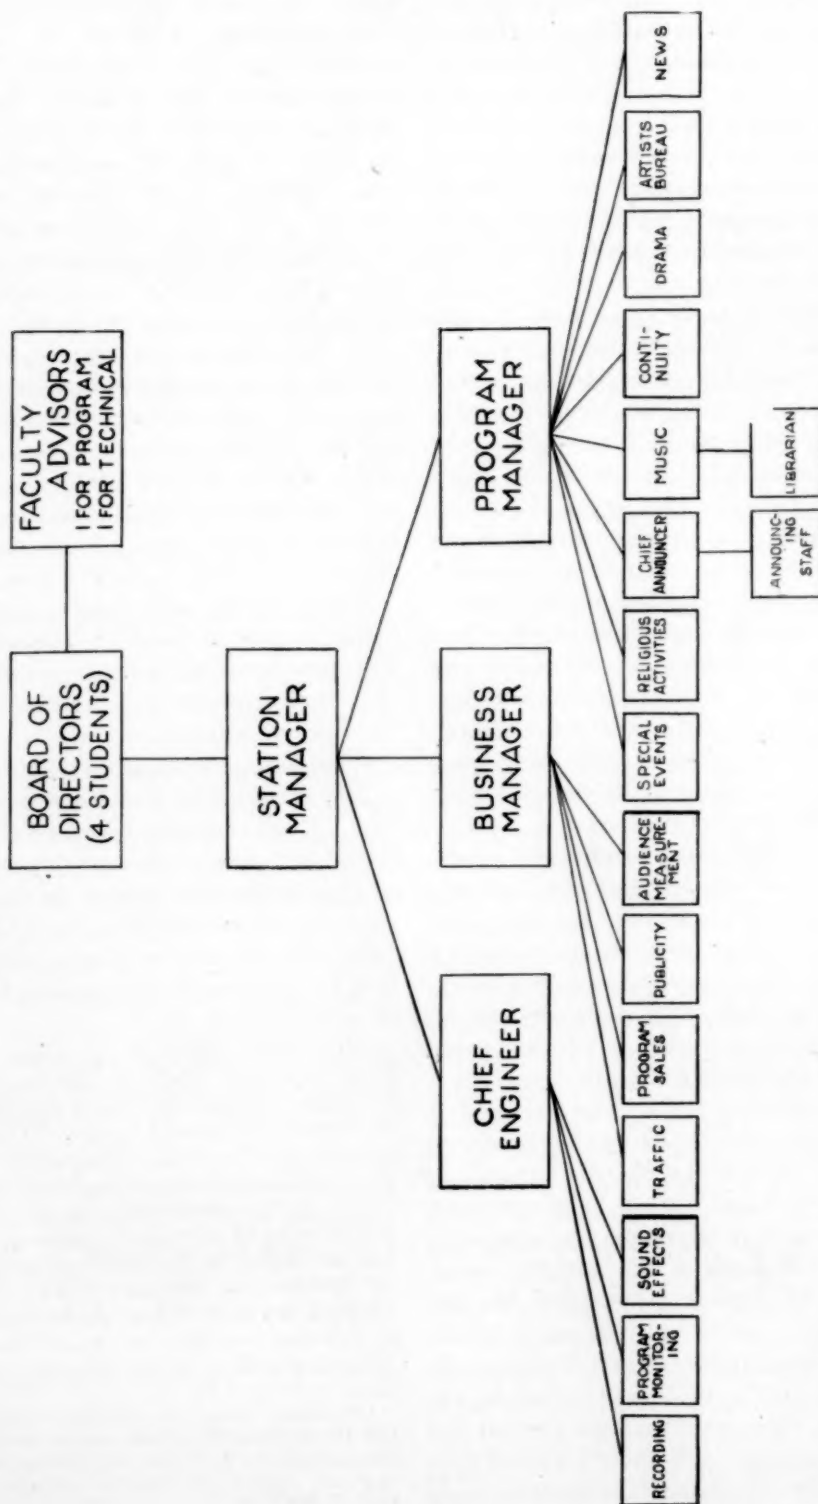 BOARD OF
DIRECTORS
(4 STUDENTS)
FACULTY
ADVISORS
1 FOR PROGRAM
1 FOR TECHNICAL
STATION
MANAGER
CHIEF
ENGINEER
BUSINESS
MANAGER
PROGRAM
MANAGER
RECORDING
PROGRAM
MONITOR-
ING
SOUND
EFFECTS
TRAFFIC
PROGRAM
SALES
PUBLICITY
AUDIENCE
MEASURE-
MENT
SPECIAL
EVENTS
RELIGIOUS
ACTIVITIES
CHIEF
ANNOUNCER
MUSIC
CONTI-
NUITY
DRAMA
ARTISTS
BUREAU
NEWS
ANNOUNC-
ING
STAFF
LIBRARIAN